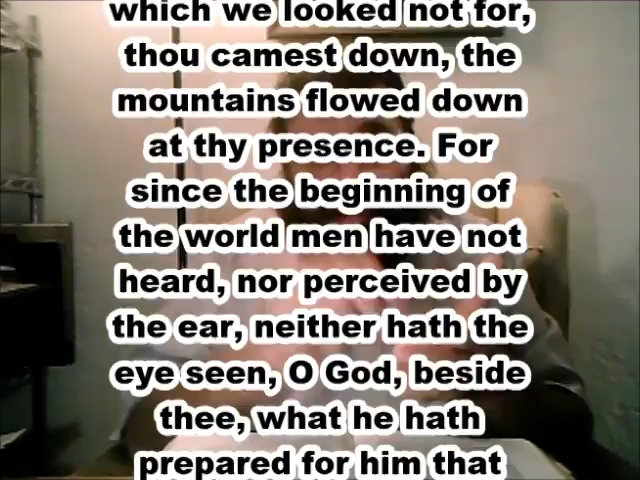 which we looked not for,
thou camest down, the
mountains flowed down
at thy presence. For
since the beginning of
the world men have not
heard, nor perceived by
the ear, neither hath the
eye seen, O God, beside
thee, what he hath
prepared for him that